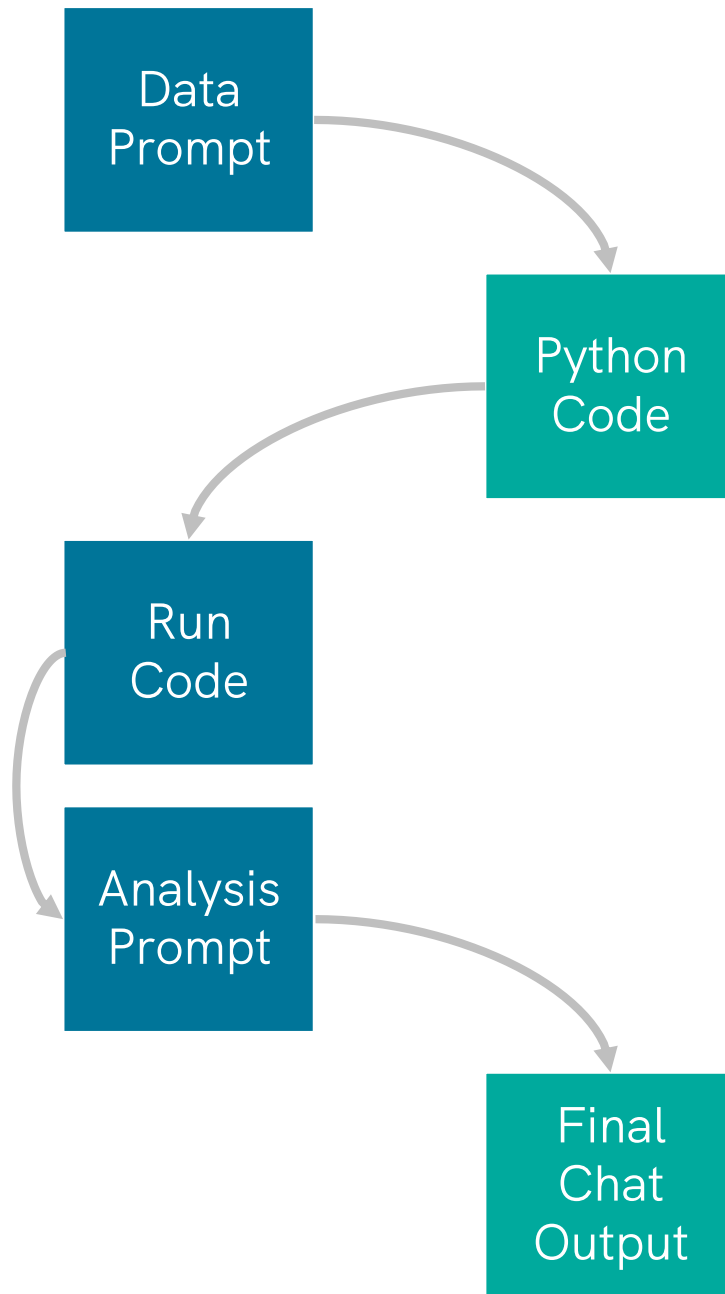 Data
Prompt
Python
Code
Run
Code
Analysis
Prompt
Final
Chat
Output